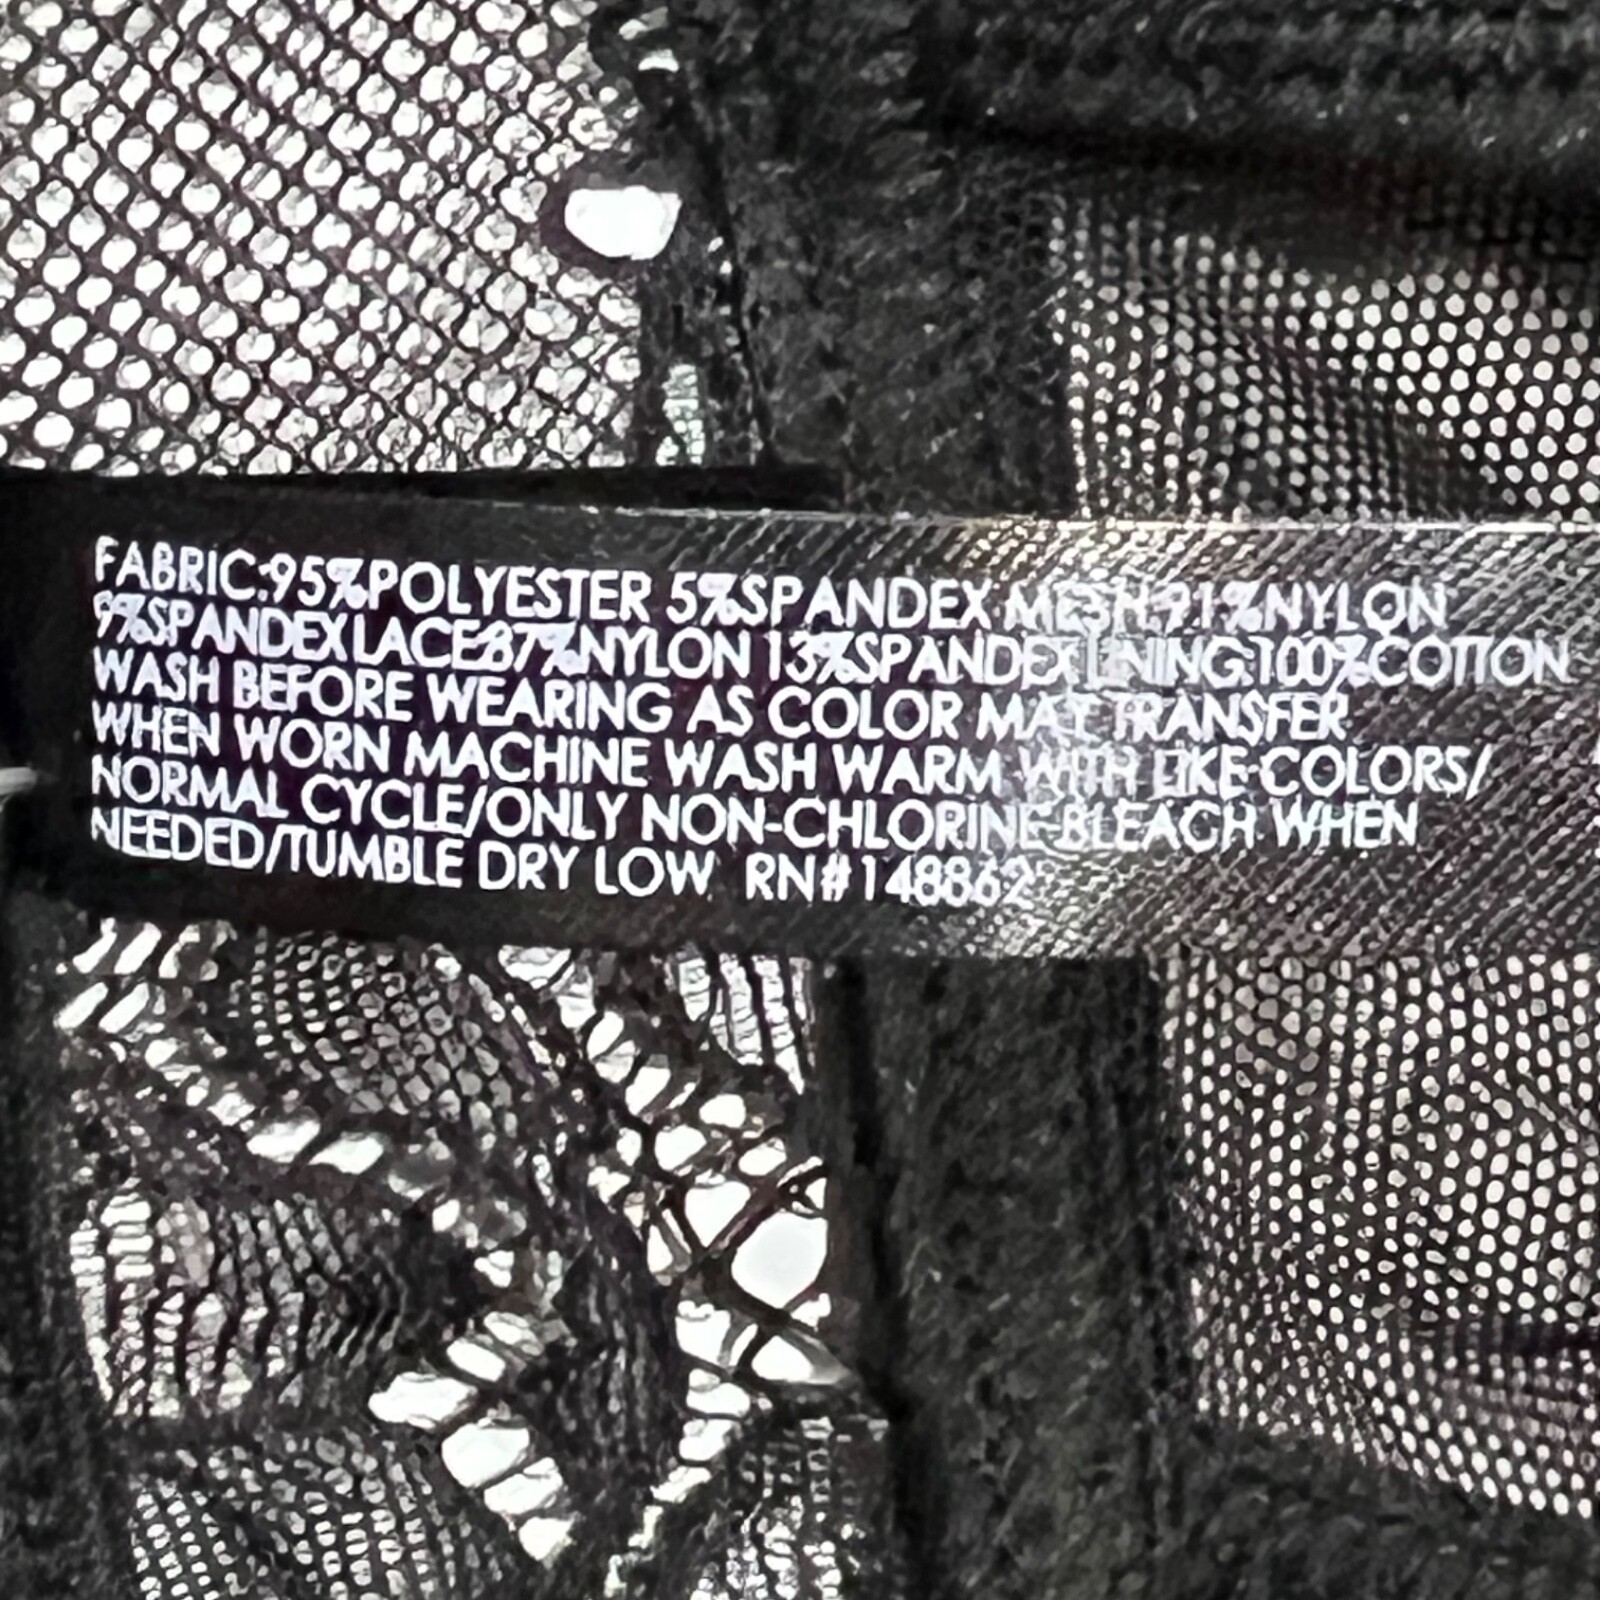 FABRIC:95%POLYESTER 5%SPANDEX MESH:91%NYLON
9%SPANDEX LACE:87%NYLON 13%SPANDEX LINING:100%COTTON
WASH BEFORE WEARING AS COLOR MAY TRANSFER
WHEN WORN MACHINE WASH WARM WITH LIKE COLORS/
NORMAL CYCLE/ONLY NON-CHLORINE BLEACH WHEN
NEEDED/TUMBLE DRY LOW RN#148862